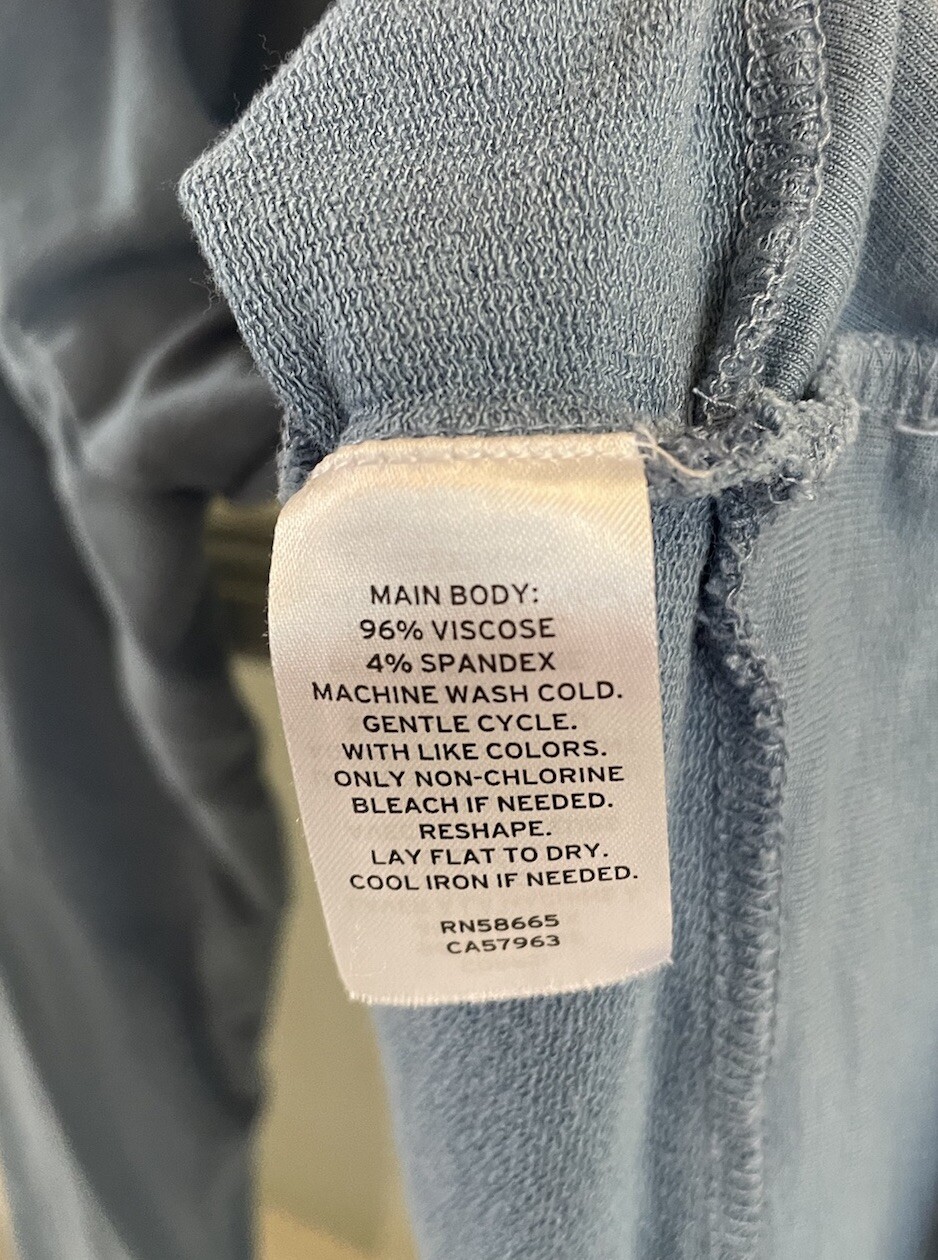 MAIN BODY:
96% VISCOSE
4% SPANDEX
MACHINE WASH COLD.
GENTLE CYCLE.
WITH LIKE COLORS.
ONLY NON-CHLORINE
BLEACH IF NEEDED.
RESHAPE.
LAY FLAT TO DRY.
COOL IRON IF NEEDED.
RN58665
CA57963